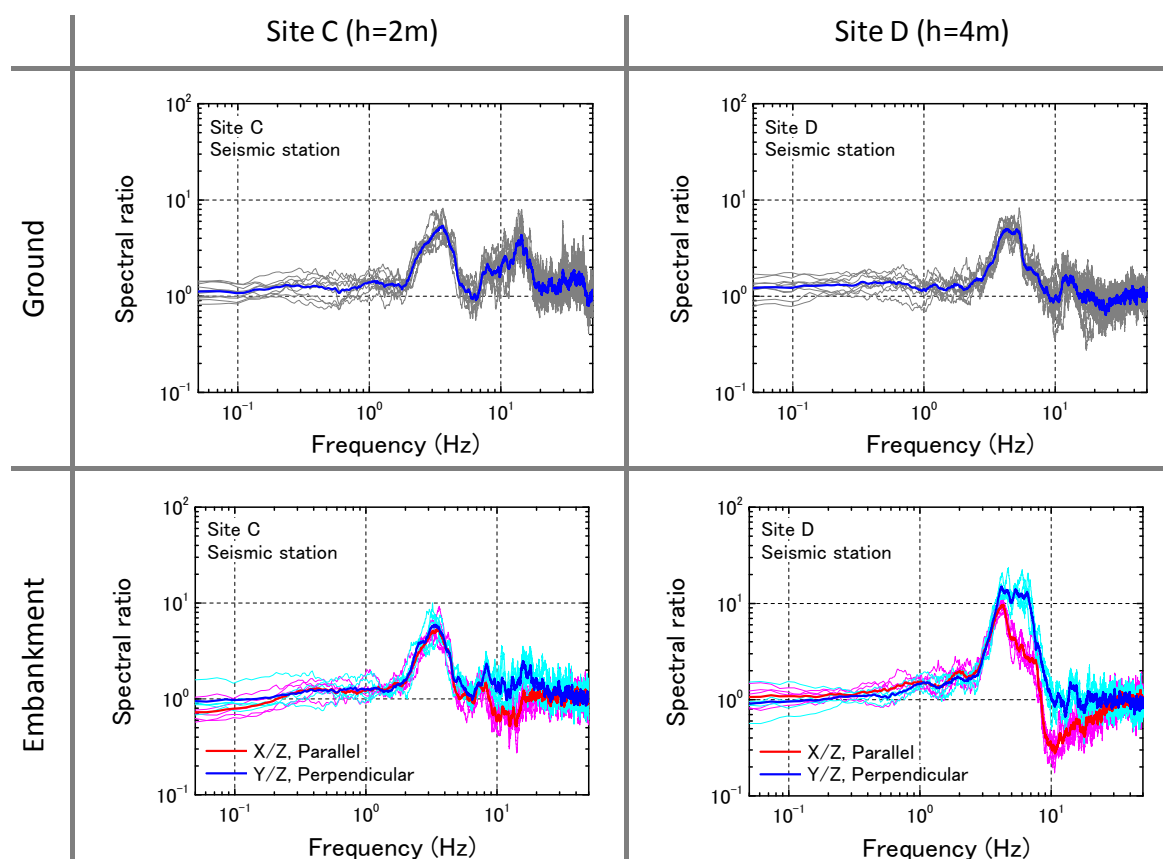 Site C (h=2m)
Site D (h=4m)
Ground
10^2
10^1
10^0
10^-1
Spectral ratio
Site C
Seismic station
10^-1
10^0
10^1
Frequency (Hz)
10^2
10^1
10^0
10^-1
Spectral ratio
Site D
Seismic station
10^-1
10^0
10^1
Frequency (Hz)
Embankment
10^2
10^1
10^0
10^-1
Spectral ratio
Site C
Seismic station
X/Z, Parallel
Y/Z, Perpendicular
10^-1
10^0
10^1
Frequency (Hz)
10^2
10^1
10^0
10^-1
Spectral ratio
Site D
Seismic station
X/Z, Parallel
Y/Z, Perpendicular
10^-1
10^0
10^1
Frequency (Hz)